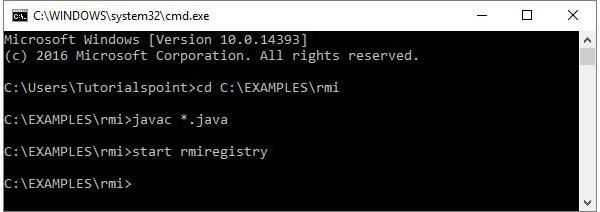 C:\WINDOWS\system32\cmd.exe
Microsoft Windows [Version 10.0.14393]
(c) 2016 Microsoft Corporation. All rights reserved.
C:\Users\Tutorialspoint>cd C:\EXAMPLES\rmi
C:\EXAMPLES\rmi>javac *.java
C:\EXAMPLES\rmi>start rmiregistry
C:\EXAMPLES\rmi>